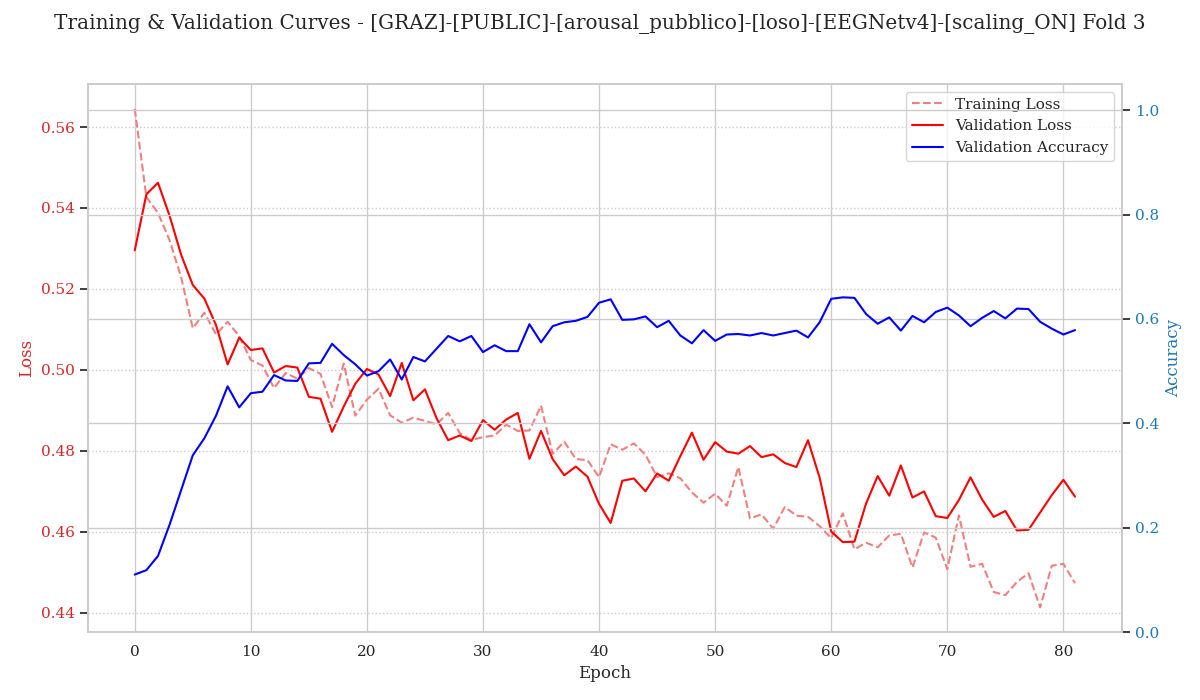 Training & Validation Curves - [GRAZ]-[PUBLIC]-[arousal_pubblico]-[loso]-[EEGNetv4]-[scaling_ON] Fold 3
Training Loss
Validation Loss
Validation Accuracy
0.56
0.54
0.52
0.50
0.48
0.46
0.44
Loss
1.0
0.8
0.6
0.4
0.2
0.0
Accuracy
0 10 20 30 40 50 60 70 80
Epoch